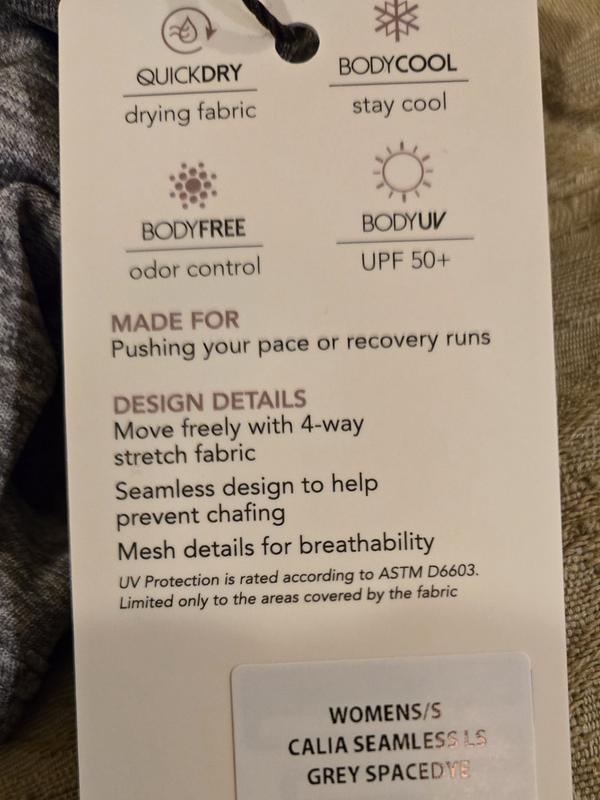 QUICKDRY
drying fabric
BODYCOOL
stay cool
BODYFREE
odor control
BODYUV
UPF 50+
MADE FOR
Pushing your pace or recovery runs
DESIGN DETAILS
Move freely with 4-way
stretch fabric
Seamless design to help
prevent chafing
Mesh details for breathability
UV Protection is rated according to ASTM D6603.
Limited only to the areas covered by the fabric
WOMENS/S
CALIA SEAMLESS LS
GREY SPACEDYE